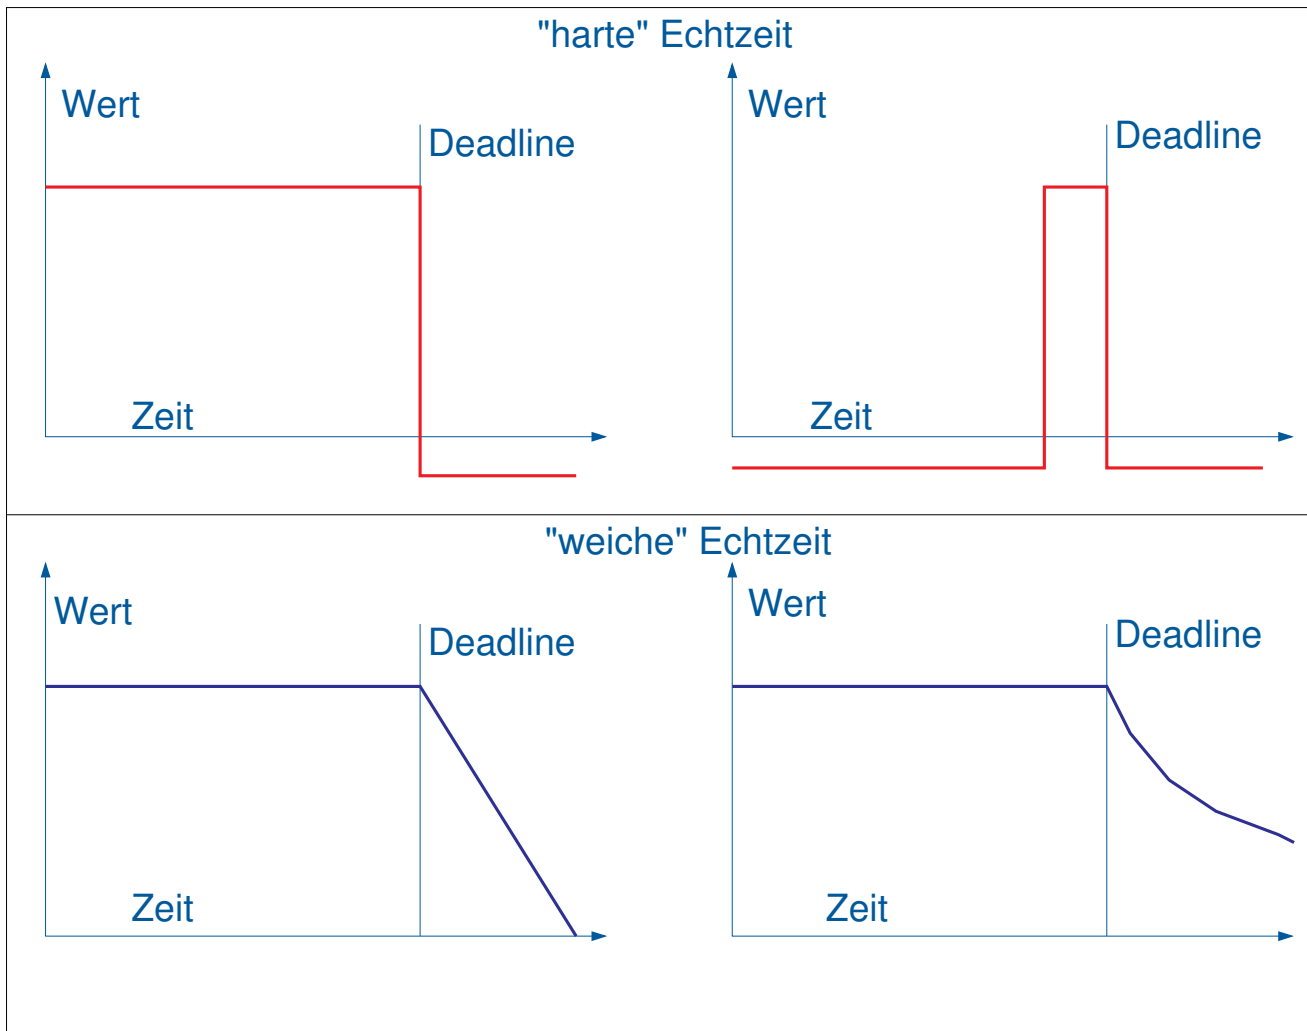 "harte" Echtzeit
Wert
Deadline
Zeit
Wert
Deadline
Zeit
"weiche" Echtzeit
Wert
Deadline
Zeit
Wert
Deadline
Zeit